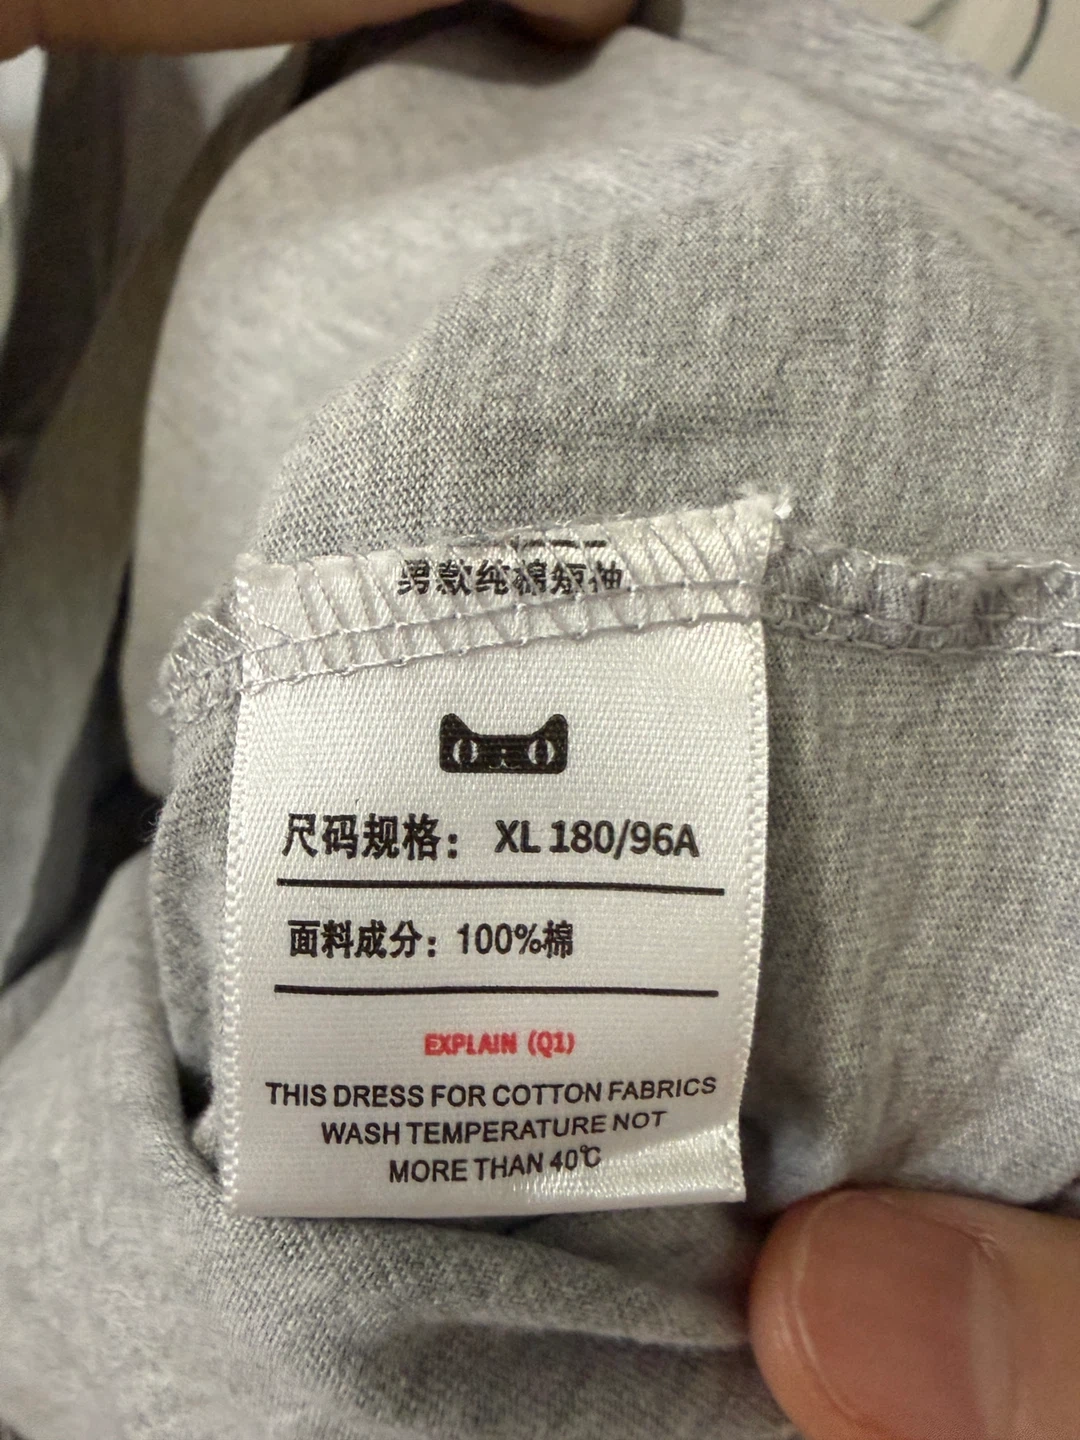 男款纯棉短袖
尺码规格： XL 180/96A
面料成分：100%棉
EXPLAIN (Q1)
THIS DRESS FOR COTTON FABRICS
WASH TEMPERATURE NOT
MORE THAN 40℃